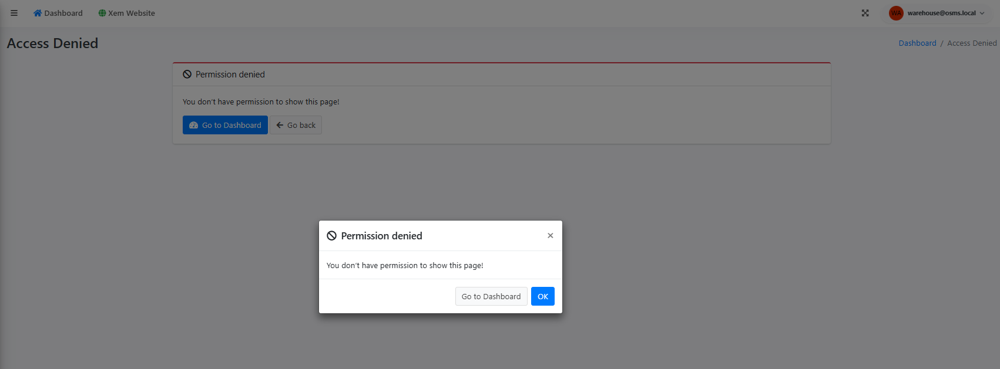 Dashboard Xem Website WA warehouse@osms.local
Access Denied Dashboard / Access Denied
Permission denied
You don't have permission to show this page!
Go to Dashboard Go back
Permission denied ×
You don't have permission to show this page!
Go to Dashboard OK